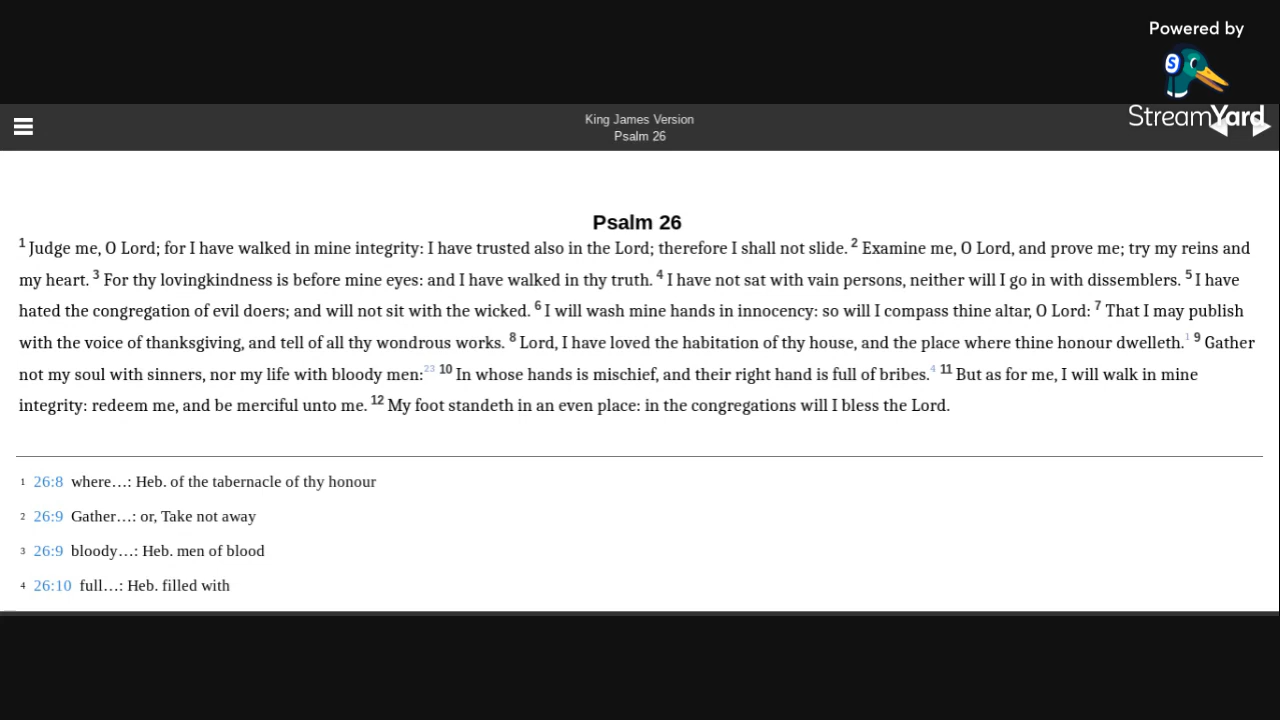 Powered by
S
StreamYard
King James Version
Psalm 26
Psalm 26
1 Judge me, O Lord; for I have walked in mine integrity: I have trusted also in the Lord; therefore I shall not slide. 2 Examine me, O Lord, and prove me; try my reins and
my heart. 3 For thy lovingkindness is before mine eyes: and I have walked in thy truth. 4 I have not sat with vain persons, neither will I go in with dissemblers. 5 I have
hated the congregation of evil doers; and will not sit with the wicked. 6 I will wash mine hands in innocency: so will I compass thine altar, O Lord: 7 That I may publish
with the voice of thanksgiving, and tell of all thy wondrous works. 8 Lord, I have loved the habitation of thy house, and the place where thine honour dwelleth.1 9 Gather
not my soul with sinners, nor my life with bloody men:23 10 In whose hands is mischief, and their right hand is full of bribes.4 11 But as for me, I will walk in mine
integrity: redeem me, and be merciful unto me. 12 My foot standeth in an even place: in the congregations will I bless the Lord.
1 26:8 where…: Heb. of the tabernacle of thy honour
2 26:9 Gather…: or, Take not away
3 26:9 bloody…: Heb. men of blood
4 26:10 full…: Heb. filled with